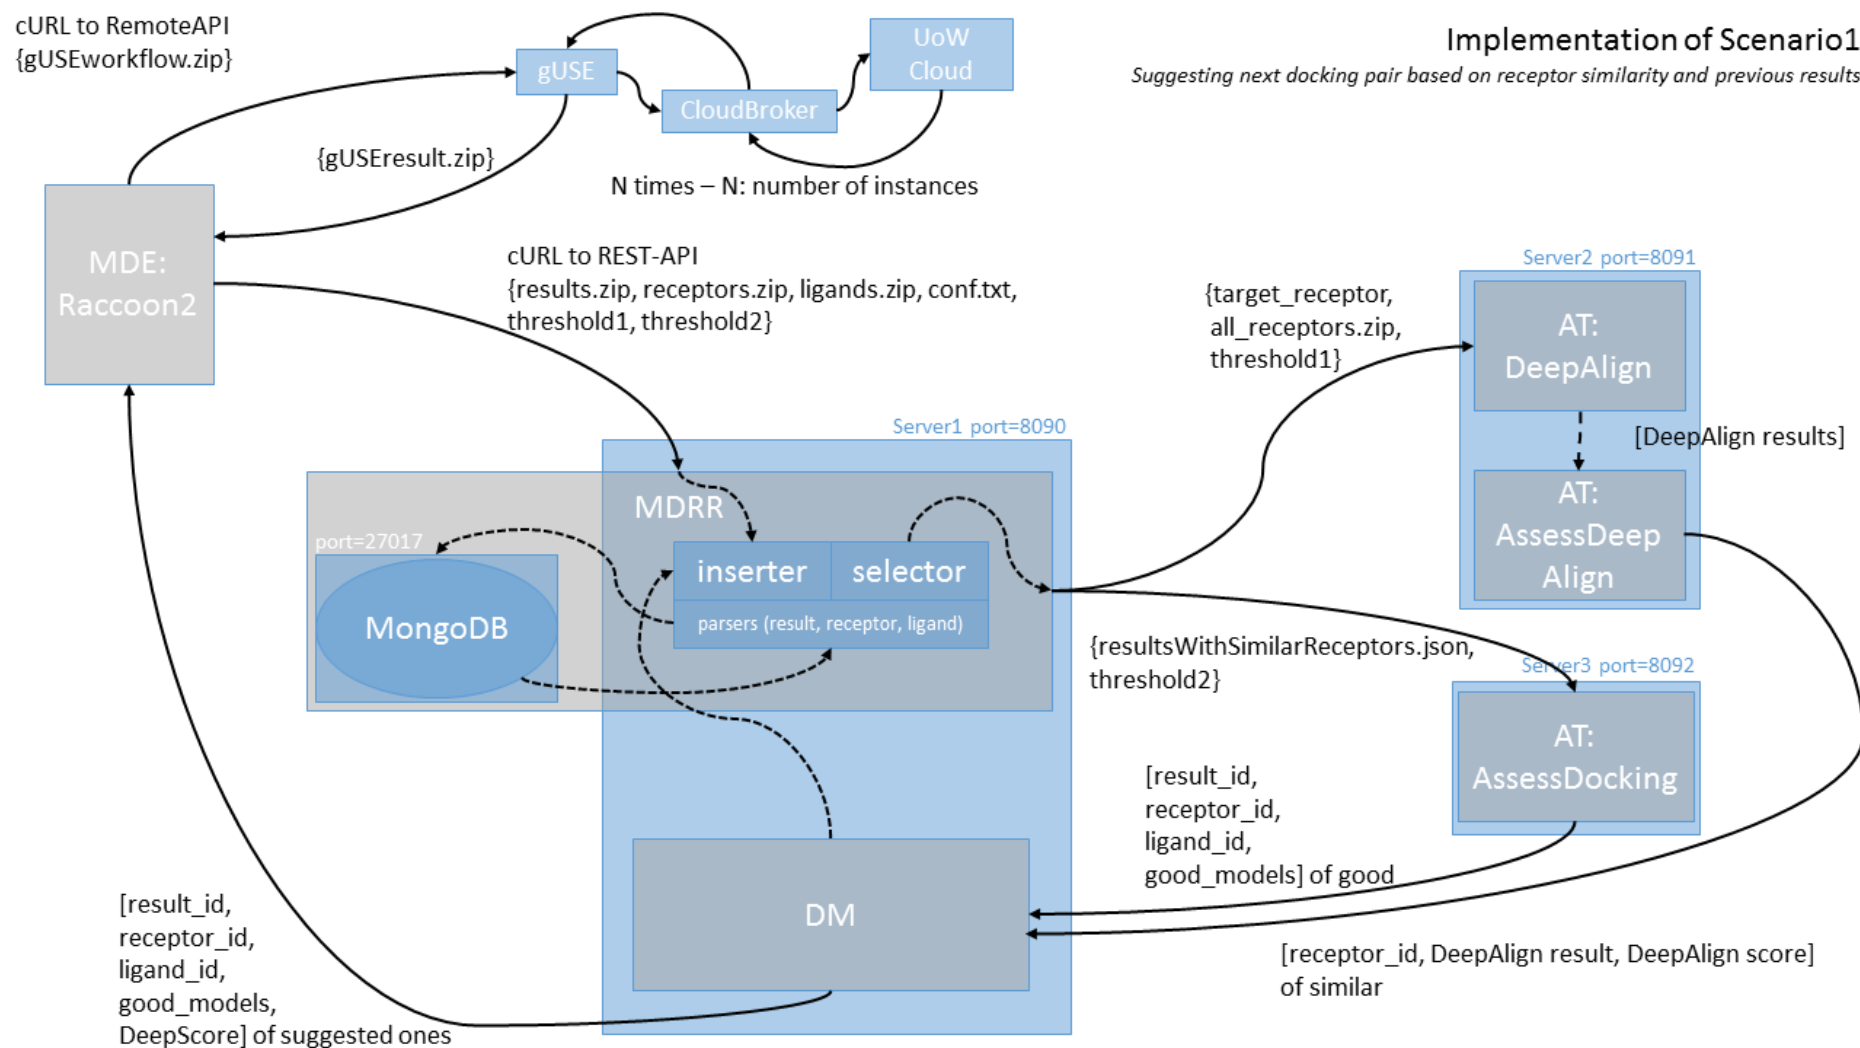 cURL to RemoteAPI
{gUSEworkflow.zip}
gUSE
UoW
Cloud
CloudBroker
Implementation of Scenario1
Suggesting next docking pair based on receptor similarity and previous results
{gUSEresult.zip}
N times – N: number of instances
MDE:
Raccoon2
cURL to REST-API
{results.zip, receptors.zip, ligands.zip, conf.txt,
threshold1, threshold2}
Server2 port=8091
{target_receptor,
all_receptors.zip,
threshold1}
AT:
DeepAlign
[DeepAlign results]
AT:
AssessDeep
Align
Server1 port=8090
MDRR
port=27017
MongoDB
inserter
selector
parsers (result, receptor, ligand)
{resultsWithSimilarReceptors.json,
threshold2}
Server3 port=8092
AT:
AssessDocking
[result_id,
receptor_id,
ligand_id,
good_models] of good
DM
[receptor_id, DeepAlign result, DeepAlign score]
of similar
[result_id,
receptor_id,
ligand_id,
good_models,
DeepScore] of suggested ones